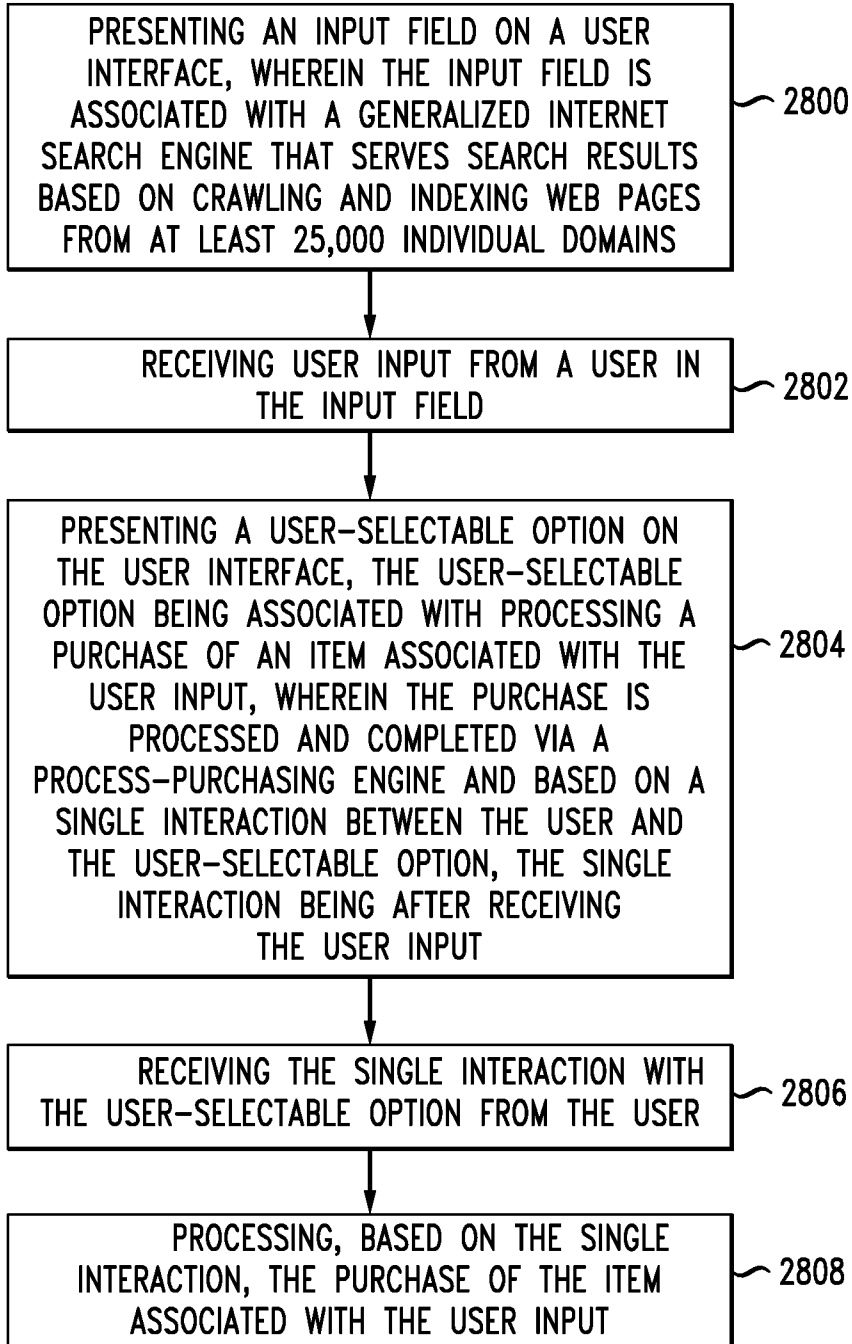 PRESENTING AN INPUT FIELD ON A USER
INTERFACE, WHEREIN THE INPUT FIELD IS
ASSOCIATED WITH A GENERALIZED INTERNET
SEARCH ENGINE THAT SERVES SEARCH RESULTS
BASED ON CRAWLING AND INDEXING WEB PAGES
FROM AT LEAST 25,000 INDIVIDUAL DOMAINS
2800
RECEIVING USER INPUT FROM A USER IN
THE INPUT FIELD
2802
PRESENTING A USER-SELECTABLE OPTION ON
THE USER INTERFACE, THE USER-SELECTABLE
OPTION BEING ASSOCIATED WITH PROCESSING A
PURCHASE OF AN ITEM ASSOCIATED WITH THE
USER INPUT, WHEREIN THE PURCHASE IS
PROCESSED AND COMPLETED VIA A
PROCESS-PURCHASING ENGINE AND BASED ON A
SINGLE INTERACTION BETWEEN THE USER AND
THE USER-SELECTABLE OPTION, THE SINGLE
INTERACTION BEING AFTER RECEIVING
THE USER INPUT
2804
RECEIVING THE SINGLE INTERACTION WITH
THE USER-SELECTABLE OPTION FROM THE USER
2806
PROCESSING, BASED ON THE SINGLE
INTERACTION, THE PURCHASE OF THE ITEM
ASSOCIATED WITH THE USER INPUT
2808